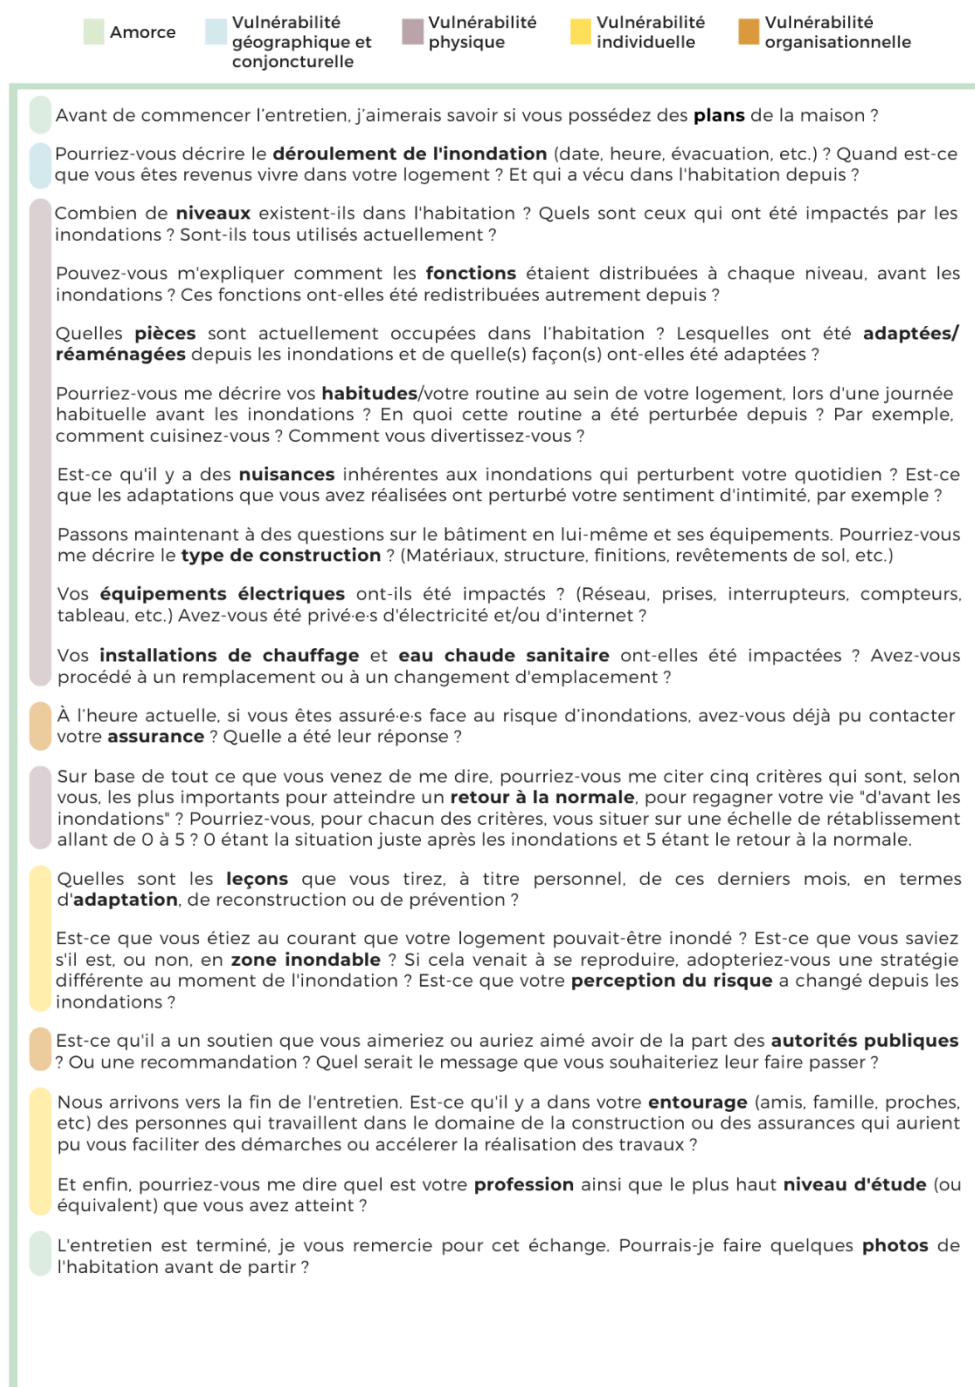 Amorce
Vulnérabilité
géographique et
conjoncturelle
Vulnérabilité
physique
Vulnérabilité
individuelle
Vulnérabilité
organisationnelle
Avant de commencer l'entretien, j'aimerais savoir si vous possédez des plans de la maison ?
Pourriez-vous décrire le déroulement de l'inondation (date, heure, évacuation, etc.) ? Quand est-ce
que vous êtes revenus vivre dans votre logement ? Et qui a vécu dans l'habitation depuis ?
Combien de niveaux existent-ils dans l'habitation ? Quels sont ceux qui ont été impactés par les
inondations ? Sont-ils tous utilisés actuellement ?
Pouvez-vous m'expliquer comment les fonctions étaient distribuées à chaque niveau, avant les
inondations ? Ces fonctions ont-elles été redistribuées autrement depuis ?
Quelles pièces sont actuellement occupées dans l'habitation ? Lesquelles ont été adaptées/
réaménagées depuis les inondations et de quelle(s) façon(s) ont-elles été adaptées ?
Pourriez-vous me décrire vos habitudes/votre routine au sein de votre logement, lors d'une journée
habituelle avant les inondations ? En quoi cette routine a été perturbée depuis ? Par exemple,
comment cuisinez-vous ? Comment vous divertissez-vous ?
Est-ce qu'il y a des nuisances inhérentes aux inondations qui perturbent votre quotidien ? Est-ce
que les adaptations que vous avez réalisées ont perturbé votre sentiment d'intimité, par exemple ?
Passons maintenant à des questions sur le bâtiment en lui-même et ses équipements. Pourriez-vous
me décrire le type de construction ? (Matériaux, structure, finitions, revêtements de sol, etc.)
Vos équipements électriques ont-ils été impactés ? (Réseau, prises, interrupteurs, compteurs,
tableau, etc.) Avez-vous été privé·e·s d'électricité et/ou d'internet ?
Vos installations de chauffage et eau chaude sanitaire ont-elles été impactées ? Avez-vous
procédé à un remplacement ou à un changement d'emplacement ?
À l'heure actuelle, si vous êtes assuré·e·s face au risque d'inondations, avez-vous déjà pu contacter
votre assurance ? Quelle a été leur réponse ?
Sur base de tout ce que vous venez de me dire, pourriez-vous me citer cinq critères qui sont, selon
vous, les plus importants pour atteindre un retour à la normale, pour regagner votre vie "d'avant les
inondations" ? Pourriez-vous, pour chacun des critères, vous situer sur une échelle de rétablissement
allant de 0 à 5 ? 0 étant la situation juste après les inondations et 5 étant le retour à la normale.
Quelles sont les leçons que vous tirez, à titre personnel, de ces derniers mois, en termes
d'adaptation, de reconstruction ou de prévention ?
Est-ce que vous étiez au courant que votre logement pouvait-être inondé ? Est-ce que vous saviez
s'il est, ou non, en zone inondable ? Si cela venait à se reproduire, adopteriez-vous une stratégie
différente au moment de l'inondation ? Est-ce que votre perception du risque a changé depuis les
inondations ?
Est-ce qu'il a un soutien que vous aimeriez ou auriez aimé avoir de la part des autorités publiques
? Ou une recommandation ? Quel serait le message que vous souhaiteriez leur faire passer ?
Nous arrivons vers la fin de l'entretien. Est-ce qu'il y a dans votre entourage (amis, famille, proches,
etc) des personnes qui travaillent dans le domaine de la construction ou des assurances qui aurient
pu vous faciliter des démarches ou accélerer la réalisation des travaux ?
Et enfin, pourriez-vous me dire quel est votre profession ainsi que le plus haut niveau d'étude (ou
équivalent) que vous avez atteint ?
L'entretien est terminé, je vous remercie pour cet échange. Pourrais-je faire quelques photos de
l'habitation avant de partir ?